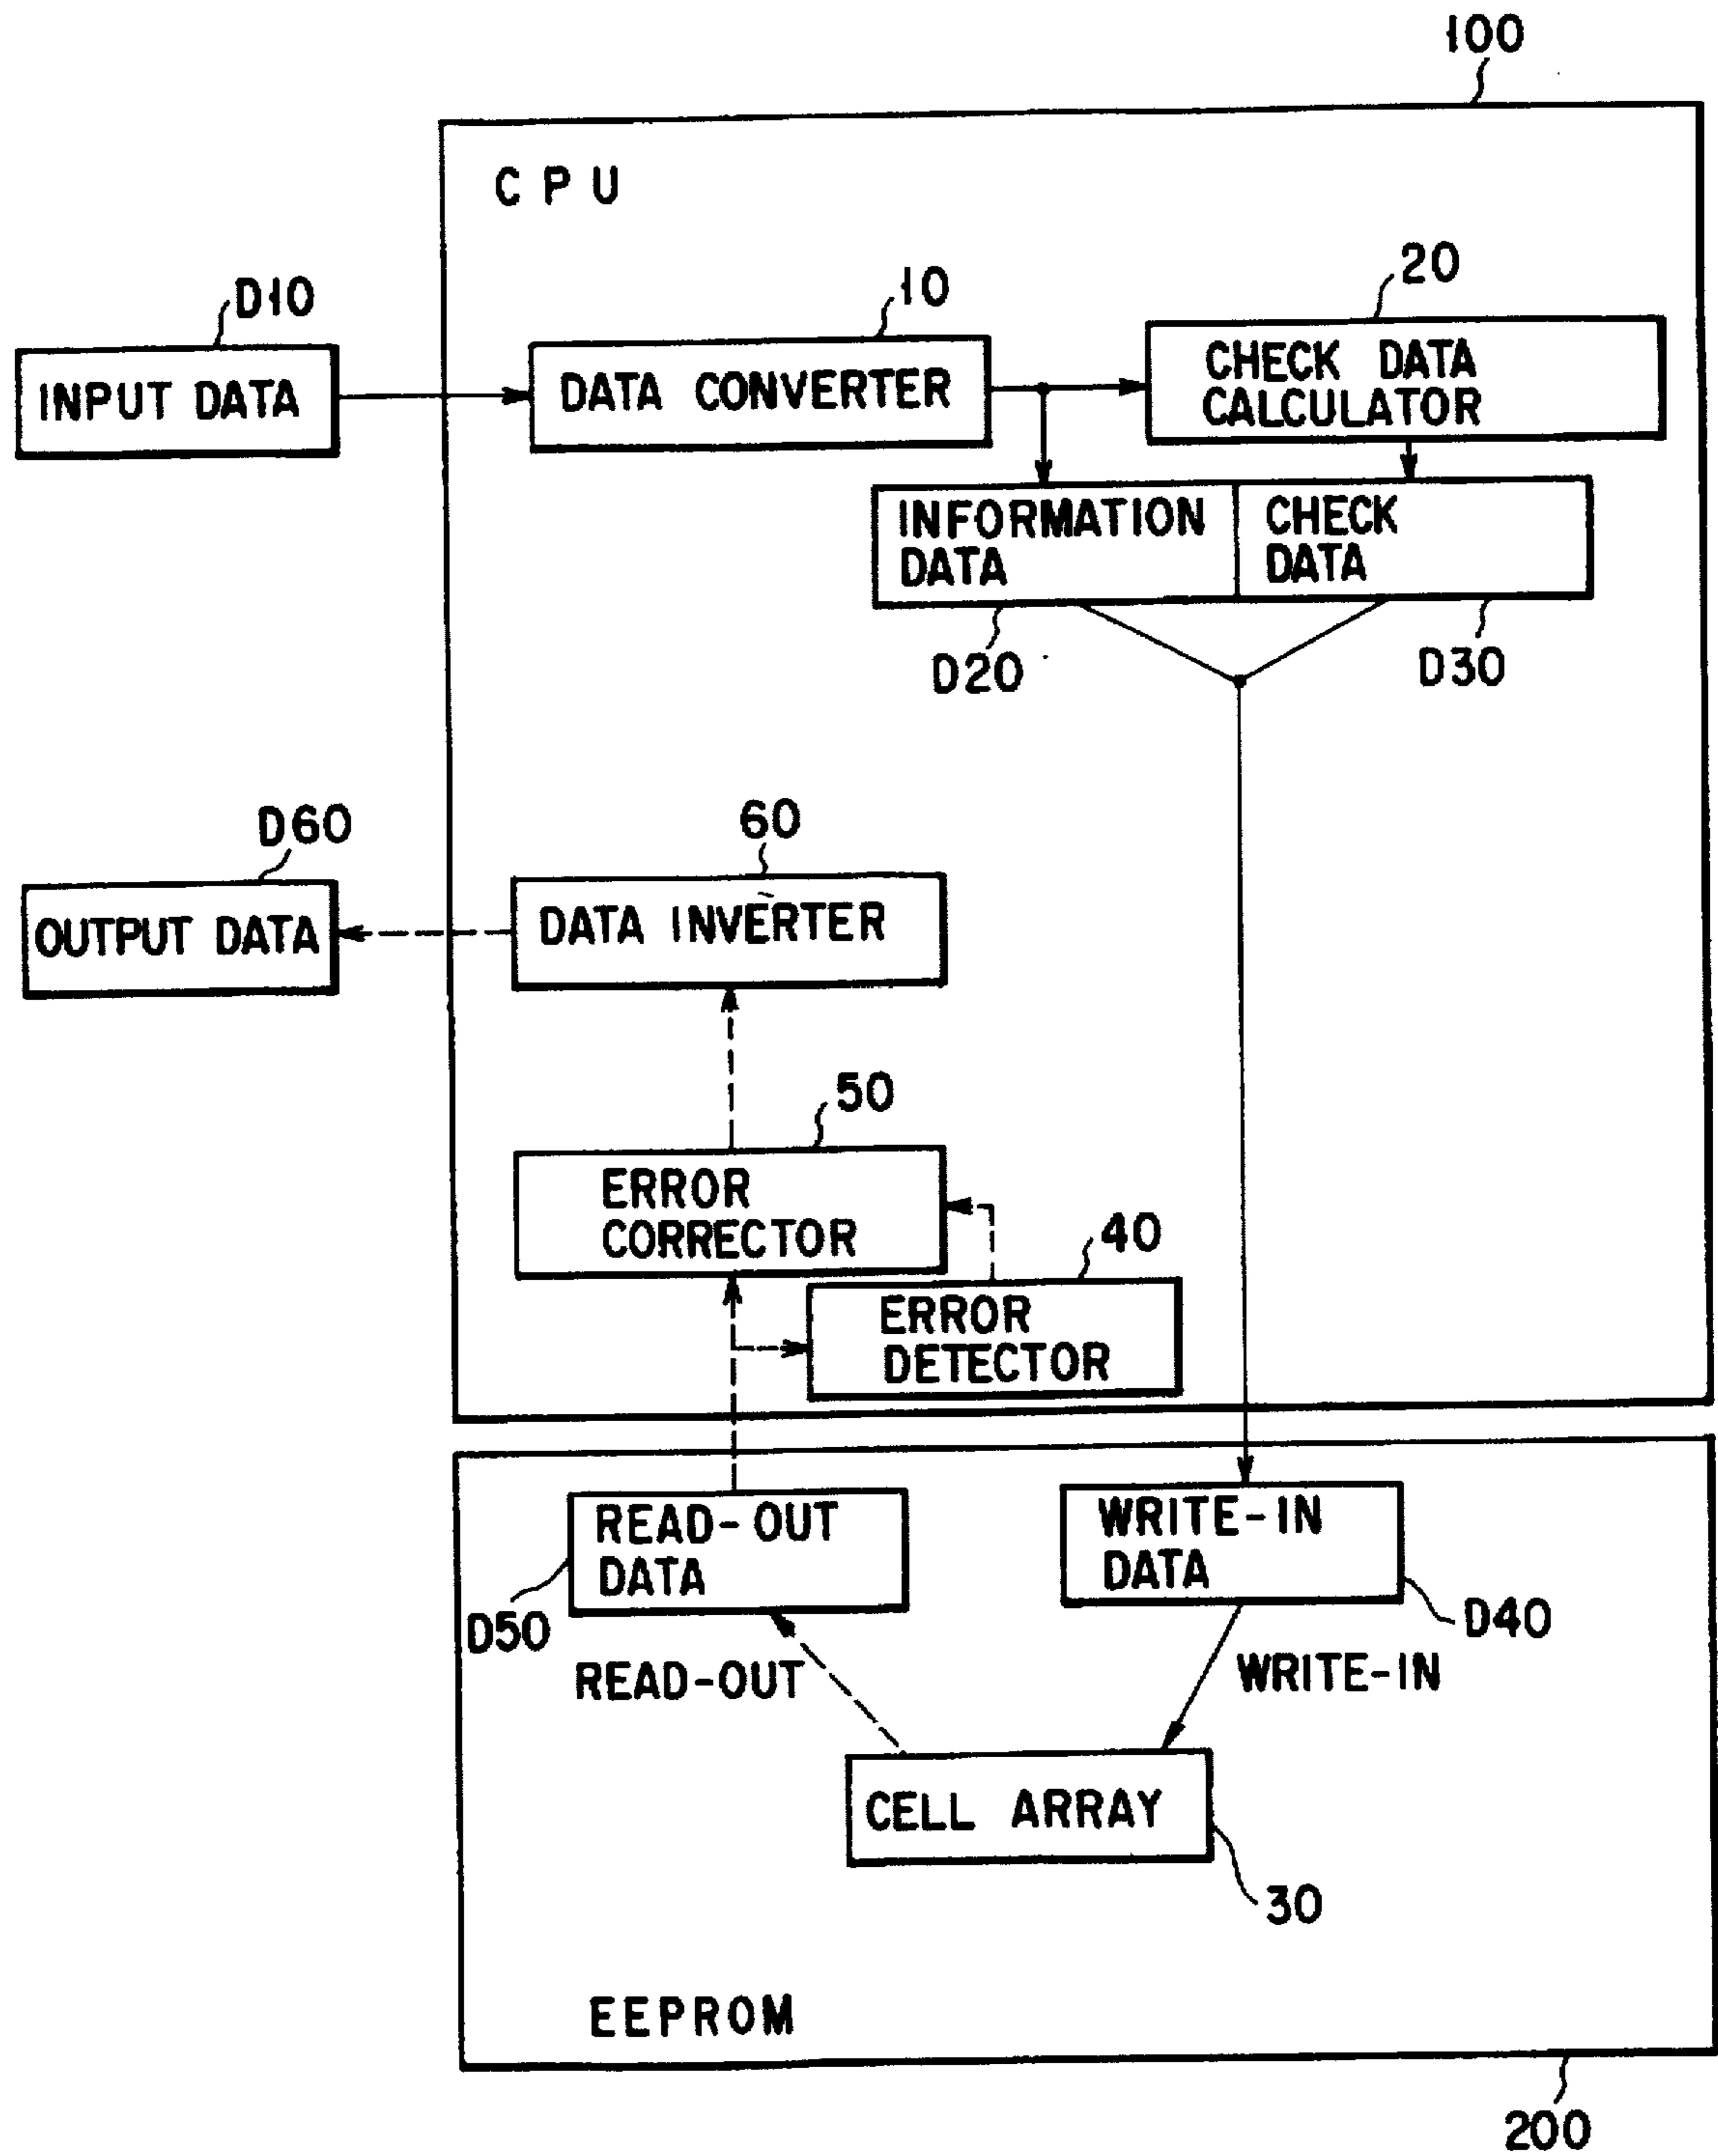 100
CPU
D10
10
20
INPUT DATA
DATA CONVERTER
CHECK DATA
CALCULATOR
INFORMATION
DATA
CHECK
DATA
D20
D30
D60
60
OUTPUT DATA
DATA INVERTER
50
ERROR
CORRECTOR
40
ERROR
DETECTOR
READ-OUT
DATA
WRITE-IN
DATA
D50
D40
READ-OUT
WRITE-IN
CELL ARRAY
30
EEPROM
200